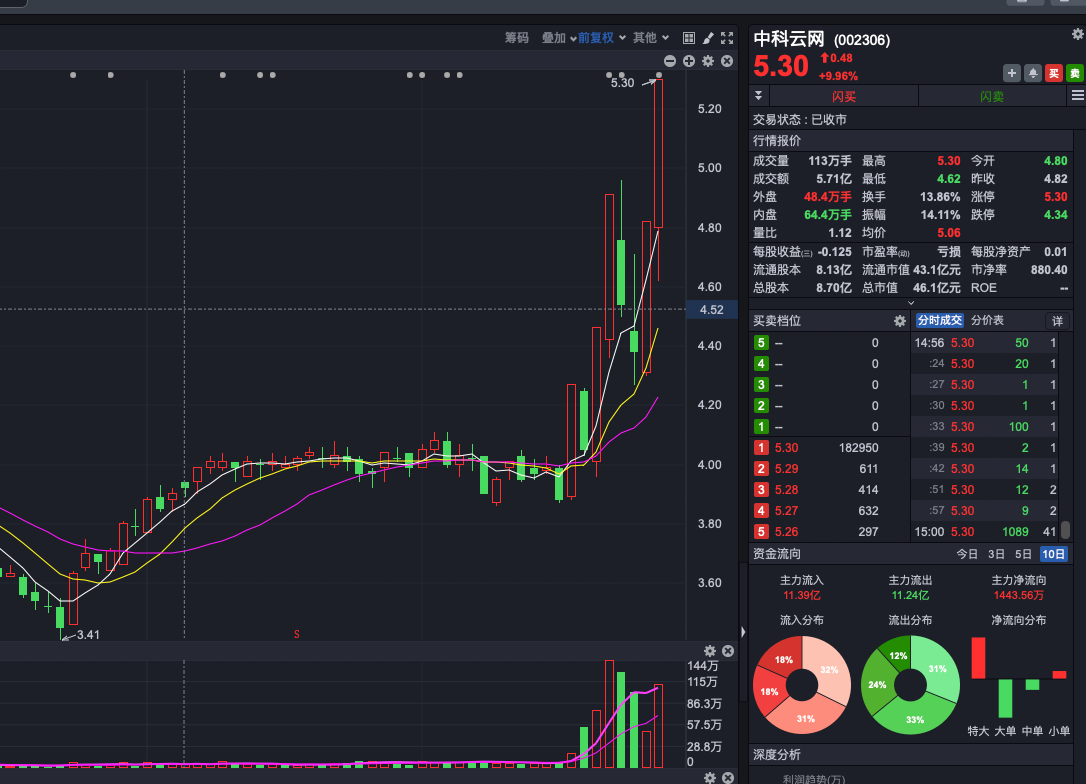 筹码 叠加 前复权 其他
5.30
5.20
5.00
4.80
4.60
4.52
4.40
4.20
4.00
3.80
3.60
3.41
S
144万
115万
86.3万
57.5万
28.8万
0
中科云网 (002306)
5.30 0.48
+9.96%
买 卖
闪买 闪卖
交易状态：已收市
行情报价
成交量 113万手 最高 5.30 今开 4.80
成交额 5.71亿 最低 4.62 昨收 4.82
外盘 48.4万手 换手 13.86% 涨停 5.30
内盘 64.4万手 振幅 14.11% 跌停 4.34
量比 1.12 均价 5.06
每股收益(三) -0.125 市盈率(动) 亏损 每股净资产 0.01
流通股本 8.13亿 流通市值 43.1亿元 市净率 880.40
总股本 8.70亿 总市值 46.1亿元 ROE --
买卖档位 分时成交 分价表 详
5 -- 0 14:56 5.30 50 1
4 -- 0 :24 5.30 20 1
3 -- 0 :27 5.30 1 1
2 -- 0 :30 5.30 1 1
1 -- 0 :33 5.30 100 1
1 5.30 182950 :39 5.30 2 1
2 5.29 611 :42 5.30 14 1
3 5.28 414 :51 5.30 12 2
4 5.27 632 :57 5.30 9 2
5 5.26 297 15:00 5.30 1089 41
资金流向 今日 3日 5日 10日
主力流入 主力流出 主力净流向
11.39亿 11.24亿 1443.56万
流入分布 流出分布 净流向分布
18% 32% 18% 31%
12% 31% 24% 33%
特大 大单 中单 小单
深度分析
利润趋势(万)